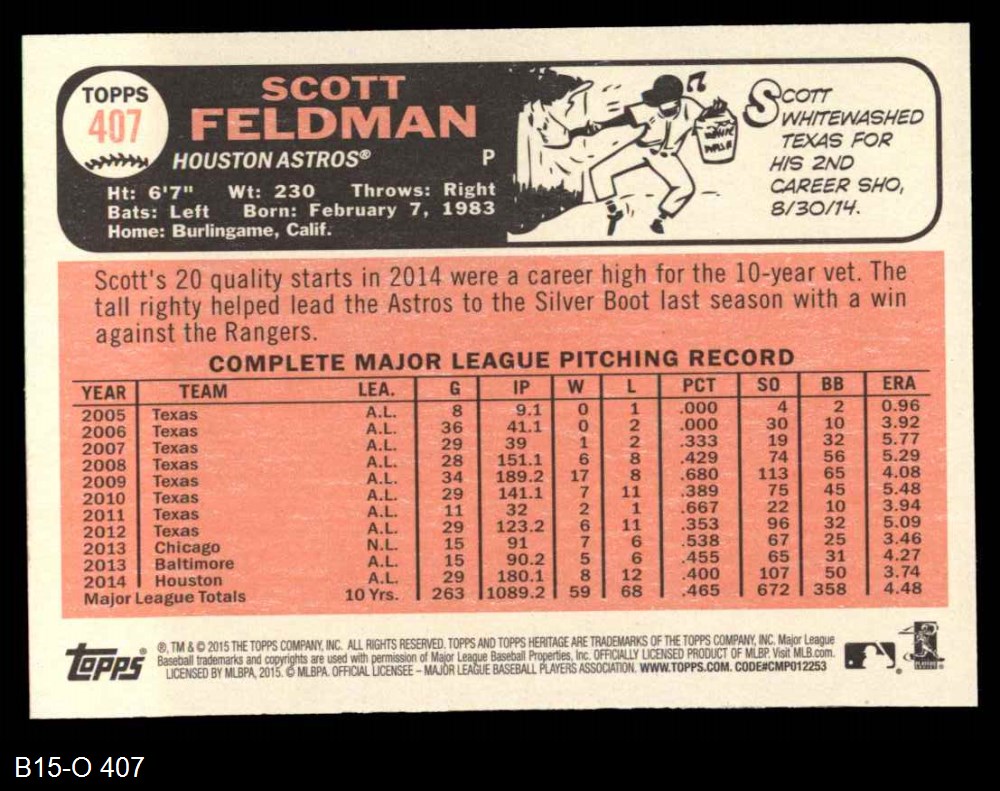 TOPPS
407
SCOTT
FELDMAN
HOUSTON ASTROS® P
Ht: 6'7" Wt: 230 Throws: Right
Bats: Left Born: February 7, 1983
Home: Burlingame, Calif.
WHITE
WASH
SCOTT
WHITEWASHED
TEXAS FOR
HIS 2ND
CAREER SHO,
8/30/14.
Scott's 20 quality starts in 2014 were a career high for the 10-year vet. The
tall righty helped lead the Astros to the Silver Boot last season with a win
against the Rangers.
COMPLETE MAJOR LEAGUE PITCHING RECORD
YEAR TEAM LEA. G IP W L PCT SO BB ERA
2005 Texas A.L. 8 9.1 0 1 .000 4 2 0.96
2006 Texas A.L. 36 41.1 0 2 .000 30 10 3.92
2007 Texas A.L. 29 39 1 2 .333 19 32 5.77
2008 Texas A.L. 28 151.1 6 8 .429 74 56 5.29
2009 Texas A.L. 34 189.2 17 8 .680 113 65 4.08
2010 Texas A.L. 29 141.1 7 11 .389 75 45 5.48
2011 Texas A.L. 11 32 2 1 .667 22 10 3.94
2012 Texas A.L. 29 123.2 6 11 .353 96 32 5.09
2013 Chicago N.L. 15 91 7 6 .538 67 25 3.46
2013 Baltimore A.L. 15 90.2 5 6 .455 65 31 4.27
2014 Houston A.L. 29 180.1 8 12 .400 107 50 3.74
Major League Totals 10 Yrs. 263 1089.2 59 68 .465 672 358 4.48
topps®
®, TM & © 2015 THE TOPPS COMPANY, INC. ALL RIGHTS RESERVED. TOPPS AND TOPPS HERITAGE ARE TRADEMARKS OF THE TOPPS COMPANY, INC. Major League
Baseball trademarks and copyrights are used with permission of Major League Baseball Properties, Inc. OFFICIALLY LICENSED PRODUCT OF MLBP. Visit MLB.com.
LICENSED BY MLBPA, 2015. © MLBPA. OFFICIAL LICENSEE – MAJOR LEAGUE BASEBALL PLAYERS ASSOCIATION. WWW.TOPPS.COM. CODE#CMP012253
B15-O 407